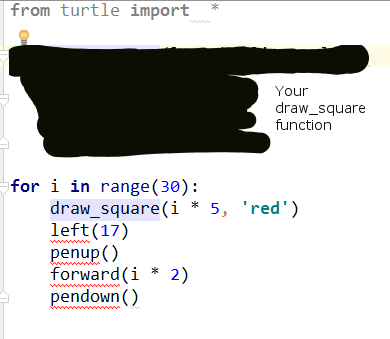 from turtle import *
Your
draw_square
function
for i in range(30):
    draw_square(i * 5, 'red')
    left(17)
    penup()
    forward(i * 2)
    pendown()